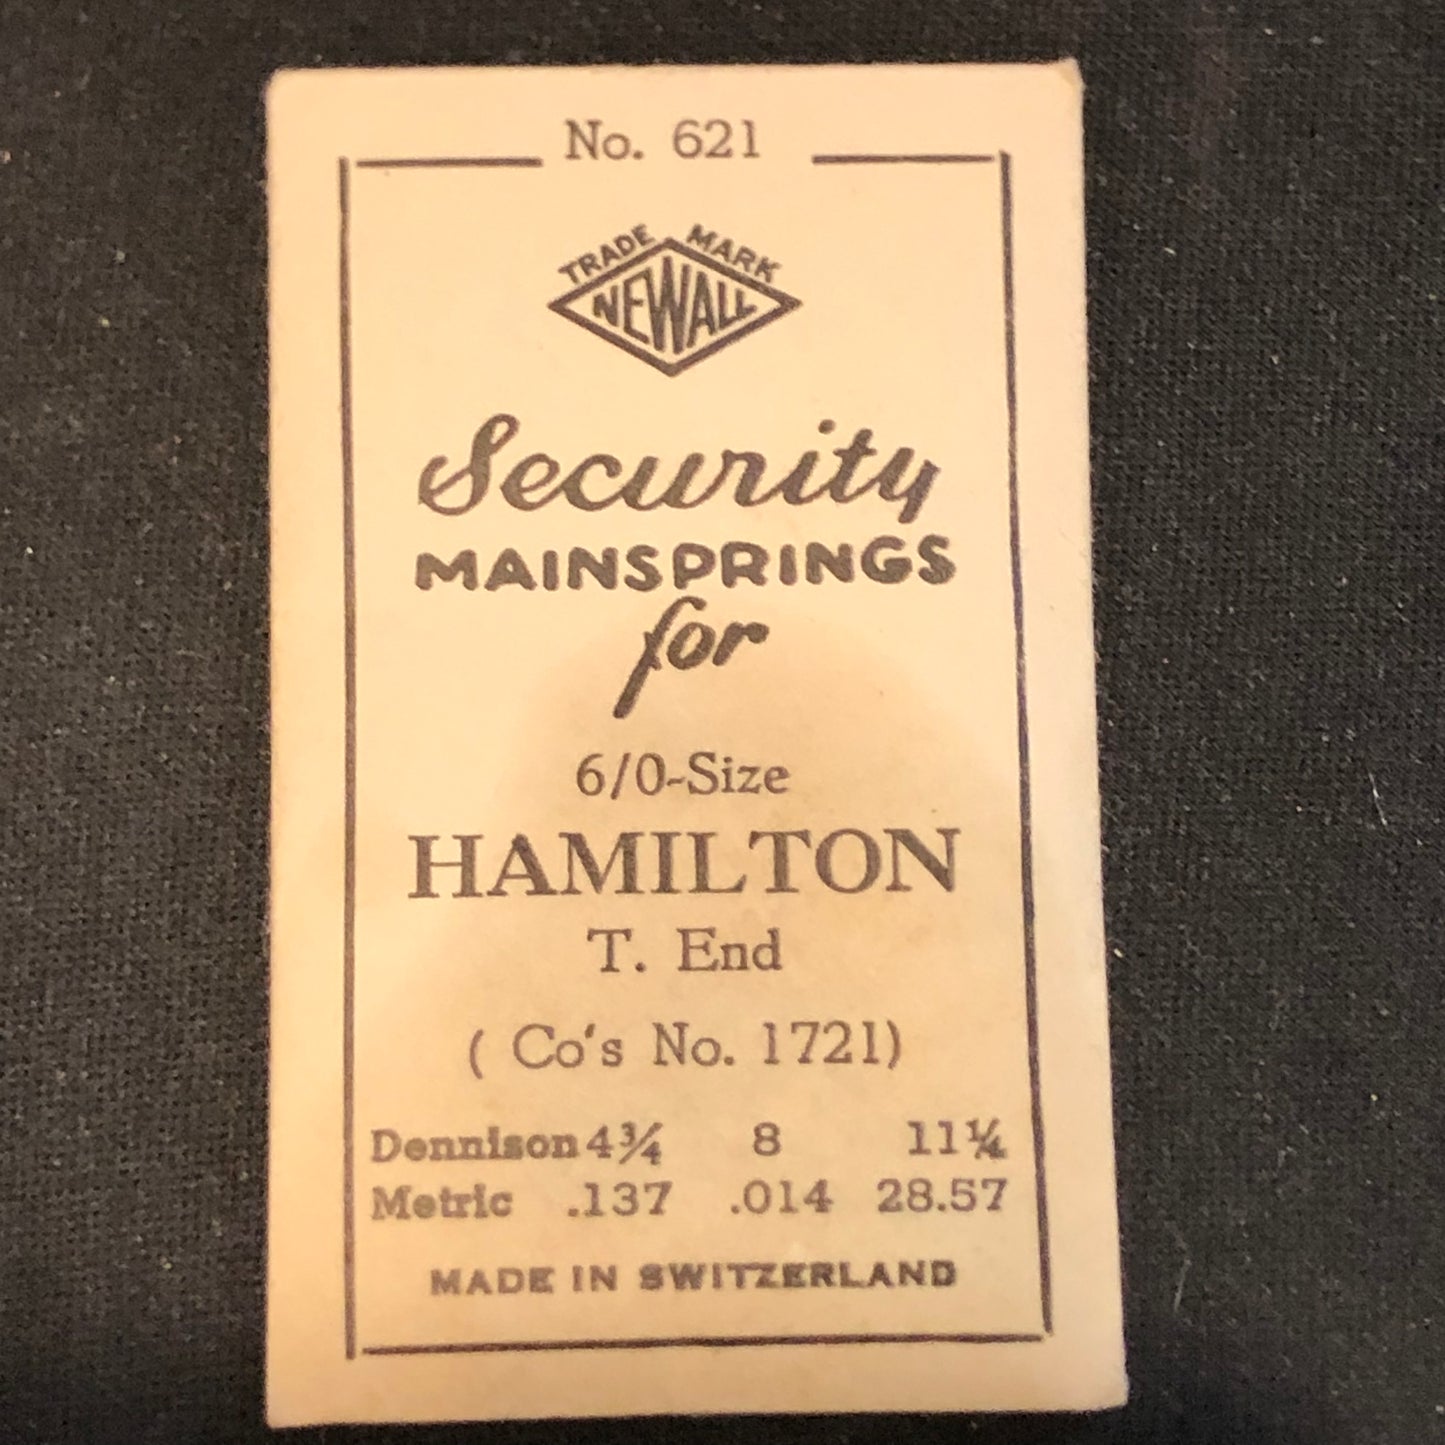 No. 621
TRADE MARK
NEWALL
Security
MAINSPRINGS
for
6/0-Size
HAMILTON
T. End
( Co's No. 1721)
Dennison 4¾ 8 11¼
Metric .137 .014 28.57
MADE IN SWITZERLAND